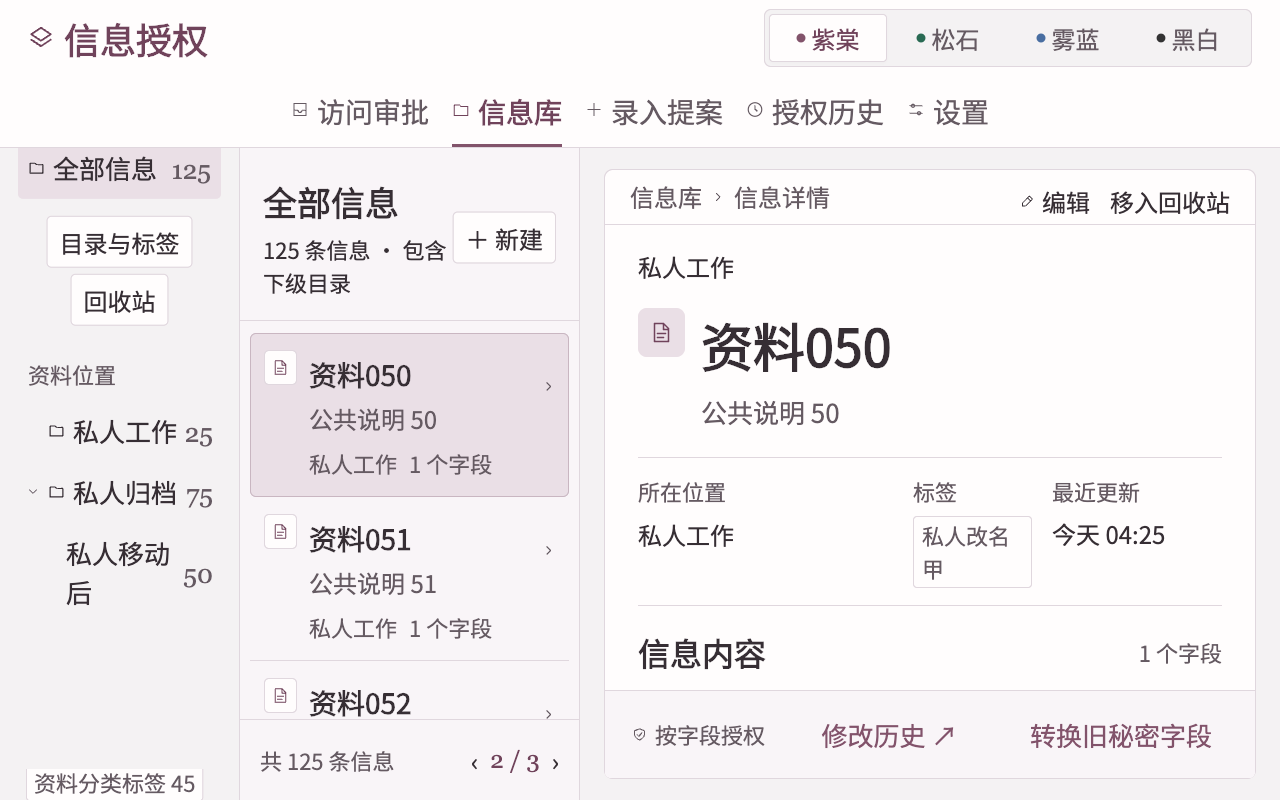 信息授权
紫棠 松石 雾蓝 黑白
访问审批 信息库 录入提案 授权历史 设置
全部信息 125
目录与标签
回收站
资料位置
私人工作 25
私人归档 75
私人移动
后
50
资料分类标签 45
全部信息
125 条信息 · 包含
下级目录
+ 新建
资料050 ›
公共说明 50
私人工作 1 个字段
资料051 ›
公共说明 51
私人工作 1 个字段
资料052 ›
共 125 条信息 ‹ 2 / 3 ›
信息库 › 信息详情
编辑 移入回收站
私人工作
资料050
公共说明 50
所在位置
私人工作
标签
私人改名
甲
最近更新
今天 04:25
信息内容 1 个字段
按字段授权 修改历史 ↗ 转换旧秘密字段